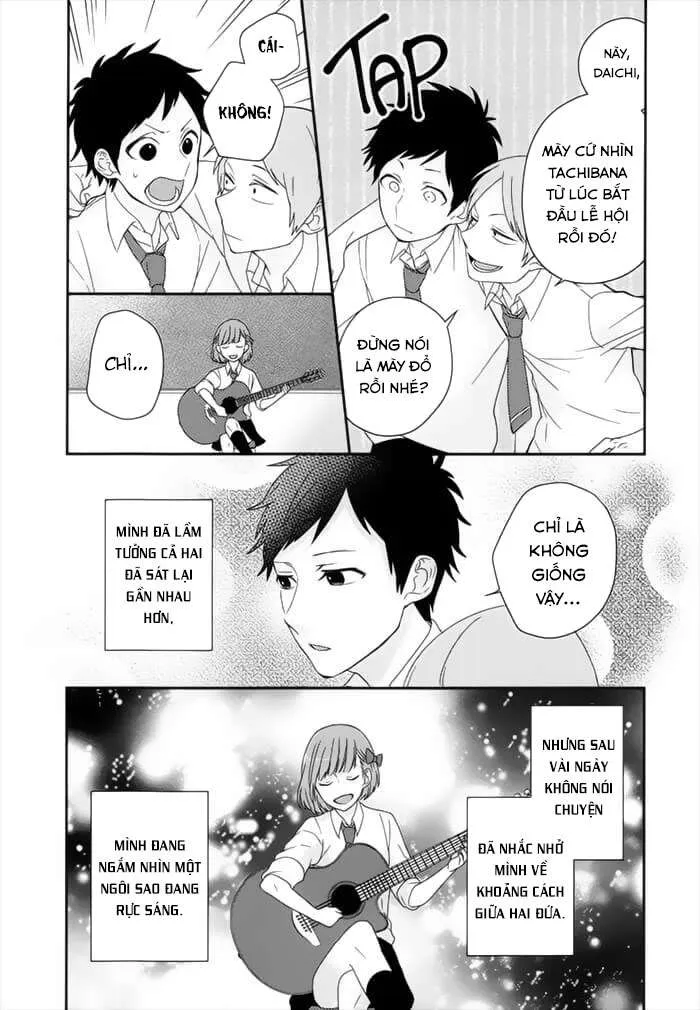 NÀY,
DAICHI,
MÀY CỨ NHÌN
TACHIBANA
TỪ LÚC BẮT
ĐẦU LỄ HỘI
RỒI ĐÓ!
TAP
ĐỪNG NÓI
LÀ MÀY ĐỔ
RỒI NHÉ?
CÁI-
KHÔNG!
CHỈ...
CHỈ LÀ
KHÔNG
GIỐNG
VẬY...
MÌNH ĐÃ LẦM
TƯỞNG CẢ HAI
ĐÃ SÁT LẠI
GẦN NHAU
HƠN,
NHƯNG SAU
VÀI NGÀY
KHÔNG NÓI
CHUYỆN
ĐÃ NHẮC NHỞ
MÌNH VỀ
KHOẢNG CÁCH
GIỮA HAI ĐỨA.
MÌNH ĐANG
NGẮM NHÌN MỘT
NGÔI SAO ĐANG
RỰC SÁNG.